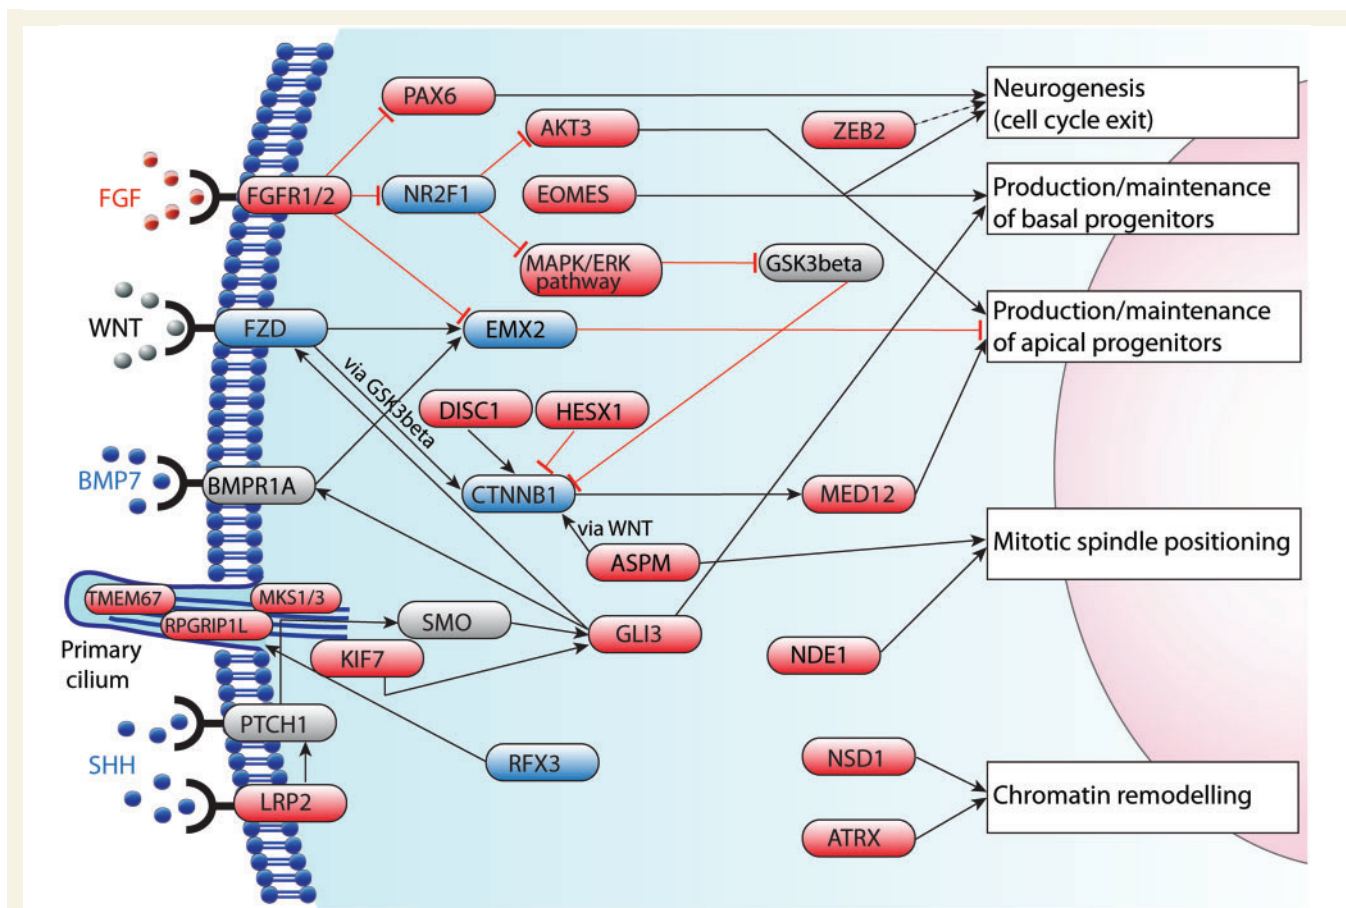 PAX6
Neurogenesis
(cell cycle exit)
ZEB2
AKT3
FGF
FGFR1/2
NR2F1
EOMES
Production/maintenance
of basal progenitors
MAPK/ERK
pathway
GSK3beta
WNT
FZD
EMX2
Production/maintenance
of apical progenitors
via GSK3beta
DISC1
HESX1
BMP7
BMPR1A
CTNNB1
MED12
via WNT
ASPM
Mitotic spindle positioning
TMEM67
MKS1/3
RPGRIP1L
SMO
GLI3
Primary
cilium
KIF7
NDE1
PTCH1
SHH
RFX3
NSD1
LRP2
Chromatin remodelling
ATRX